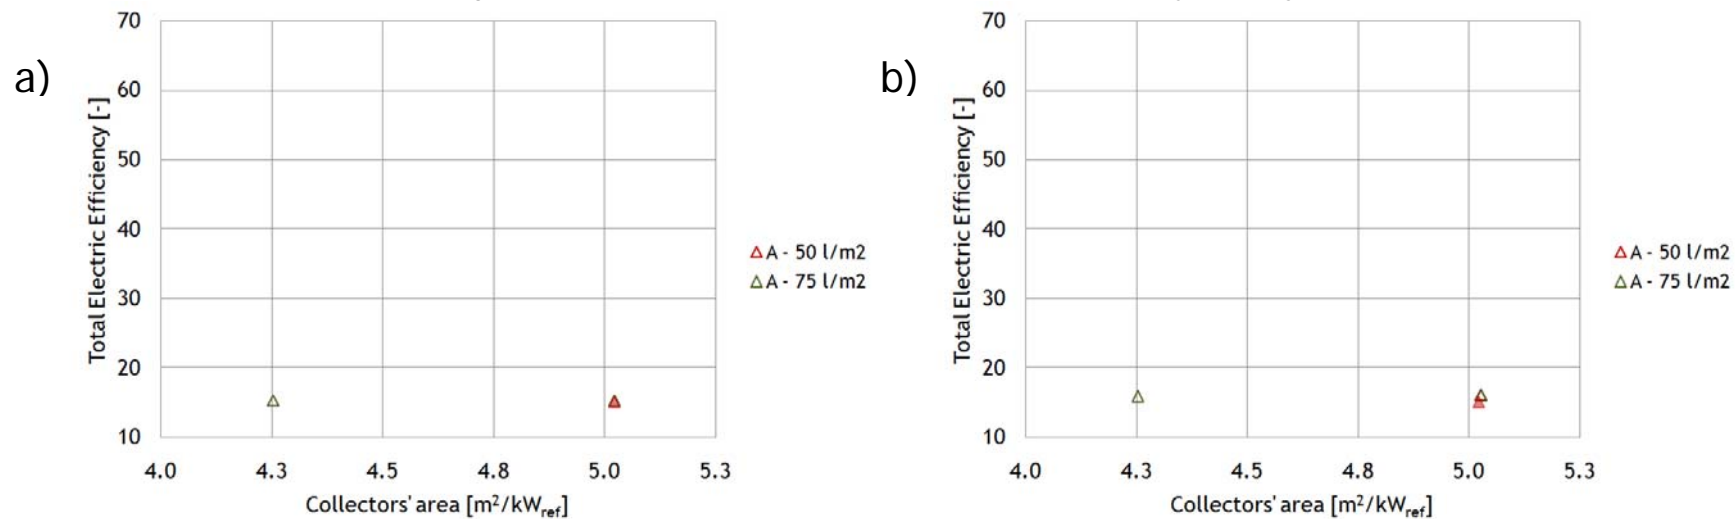 a)
Total Electric Efficiency [-]
70
60
50
40
30
20
10
4.0 4.3 4.5 4.8 5.0 5.3
Collectors' area [m²/kWref]
A - 50 l/m2
A - 75 l/m2
b)
Total Electric Efficiency [-]
70
60
50
40
30
20
10
4.0 4.3 4.5 4.8 5.0 5.3
Collectors' area [m²/kWref]
A - 50 l/m2
A - 75 l/m2